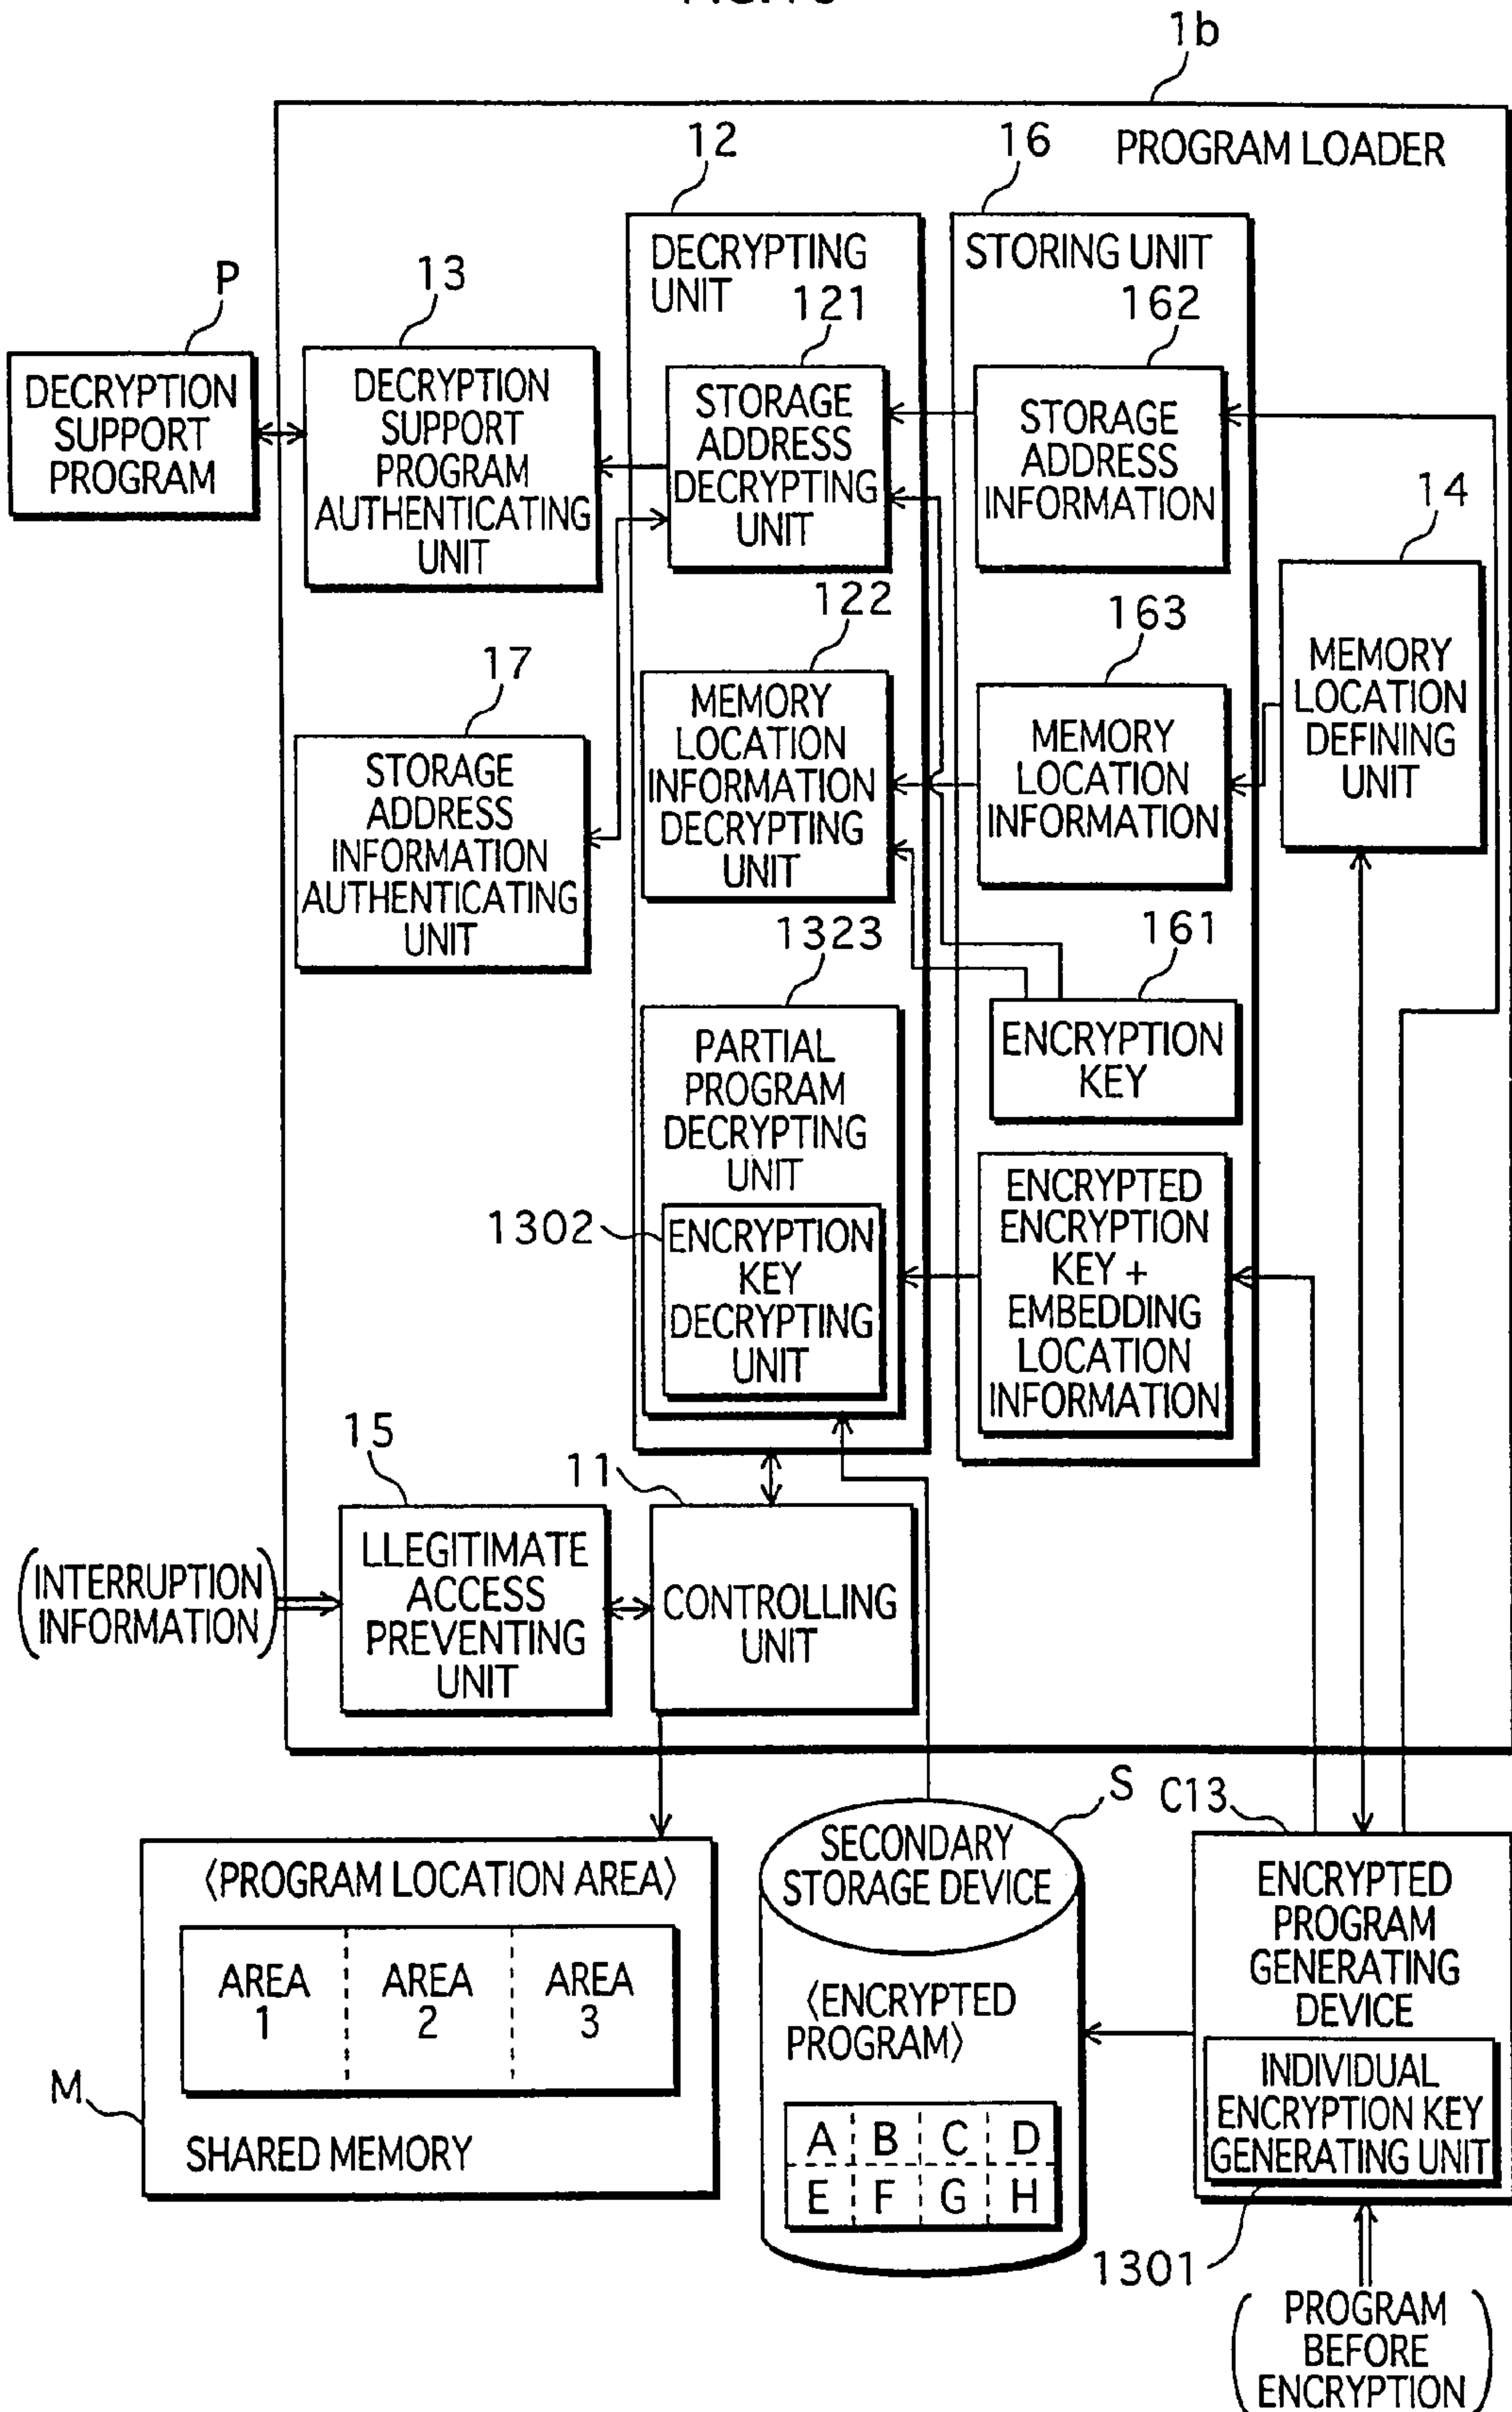 1b
PROGRAM LOADER
12
16
DECRYPTING
UNIT
STORING UNIT
P
13
121
162
DECRYPTION
SUPPORT
PROGRAM
DECRYPTION
SUPPORT
PROGRAM
AUTHENTICATING
UNIT
STORAGE
ADDRESS
DECRYPTING
UNIT
STORAGE
ADDRESS
INFORMATION
14
MEMORY
LOCATION
DEFINING
UNIT
17
122
163
STORAGE
ADDRESS
INFORMATION
AUTHENTICATING
UNIT
MEMORY
LOCATION
INFORMATION
DECRYPTING
UNIT
MEMORY
LOCATION
INFORMATION
1323
161
PARTIAL
PROGRAM
DECRYPTING
UNIT
ENCRYPTION
KEY
1302
ENCRYPTION
KEY
DECRYPTING
UNIT
ENCRYPTED
ENCRYPTION
KEY +
EMBEDDING
LOCATION
INFORMATION
15
11
(INTERRUPTION
INFORMATION)
LLEGITIMATE
ACCESS
PREVENTING
UNIT
CONTROLLING
UNIT
S
C13
〈PROGRAM LOCATION AREA〉
AREA AREA AREA
1 2 3
M
SHARED MEMORY
SECONDARY
STORAGE DEVICE
〈ENCRYPTED
PROGRAM〉
A B C D
E F G H
ENCRYPTED
PROGRAM
GENERATING
DEVICE
INDIVIDUAL
ENCRYPTION KEY
GENERATING UNIT
1301
(PROGRAM
BEFORE
ENCRYPTION)